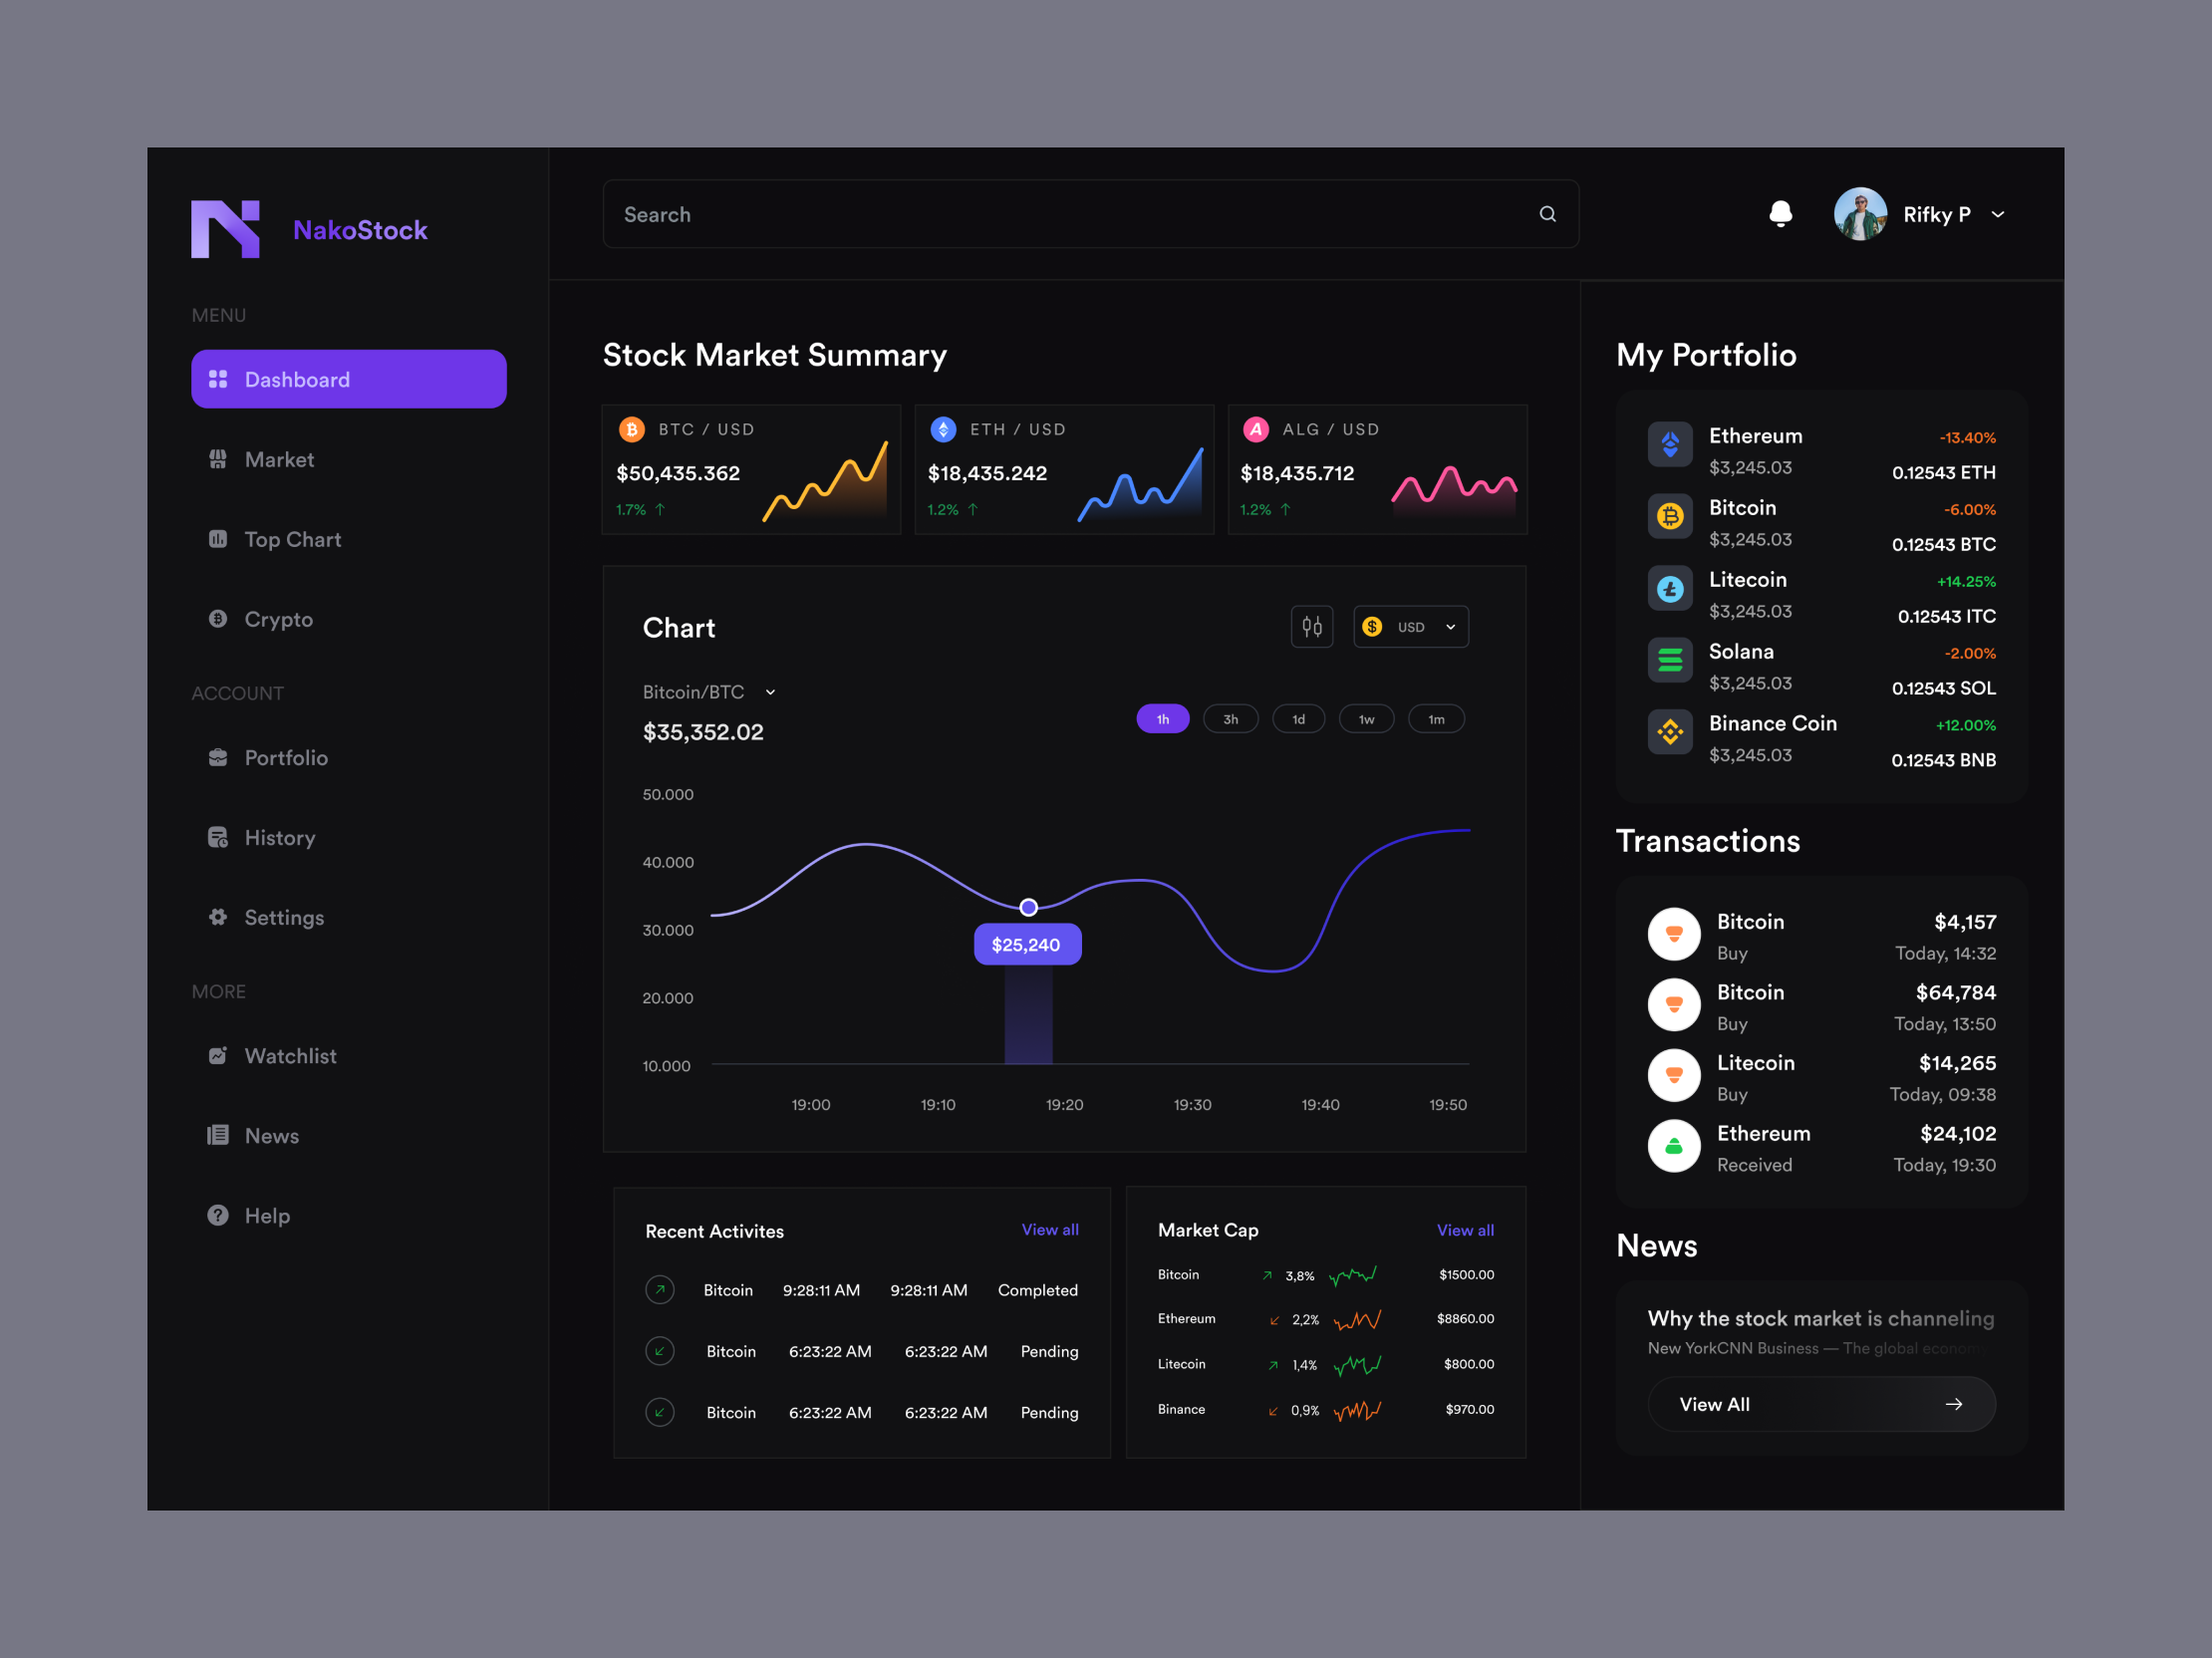 NakoStock
Search
Rifky P
MENU
Dashboard
Market
Top Chart
Crypto
ACCOUNT
Portfolio
History
Settings
MORE
Watchlist
News
Help
Stock Market Summary
BTC / USD
$50,435.362
1.7%
ETH / USD
$18,435.242
1.2%
ALG / USD
$18,435.712
1.2%
Chart
USD
Bitcoin/BTC
$35,352.02
1h 3h 1d 1w 1m
50.000
40.000
30.000
20.000
10.000
$25,240
19:00 19:10 19:20 19:30 19:40 19:50
Recent Activites View all
Bitcoin 9:28:11 AM 9:28:11 AM Completed
Bitcoin 6:23:22 AM 6:23:22 AM Pending
Bitcoin 6:23:22 AM 6:23:22 AM Pending
Market Cap View all
Bitcoin 3,8% $1500.00
Ethereum 2,2% $8860.00
Litecoin 1,4% $800.00
Binance 0,9% $970.00
My Portfolio
Ethereum -13.40%
$3,245.03 0.12543 ETH
Bitcoin -6.00%
$3,245.03 0.12543 BTC
Litecoin +14.25%
$3,245.03 0.12543 ITC
Solana -2.00%
$3,245.03 0.12543 SOL
Binance Coin +12.00%
$3,245.03 0.12543 BNB
Transactions
Bitcoin $4,157
Buy Today, 14:32
Bitcoin $64,784
Buy Today, 13:50
Litecoin $14,265
Buy Today, 09:38
Ethereum $24,102
Received Today, 19:30
News
Why the stock market is channeling
New YorkCNN Business — The global econom
View All